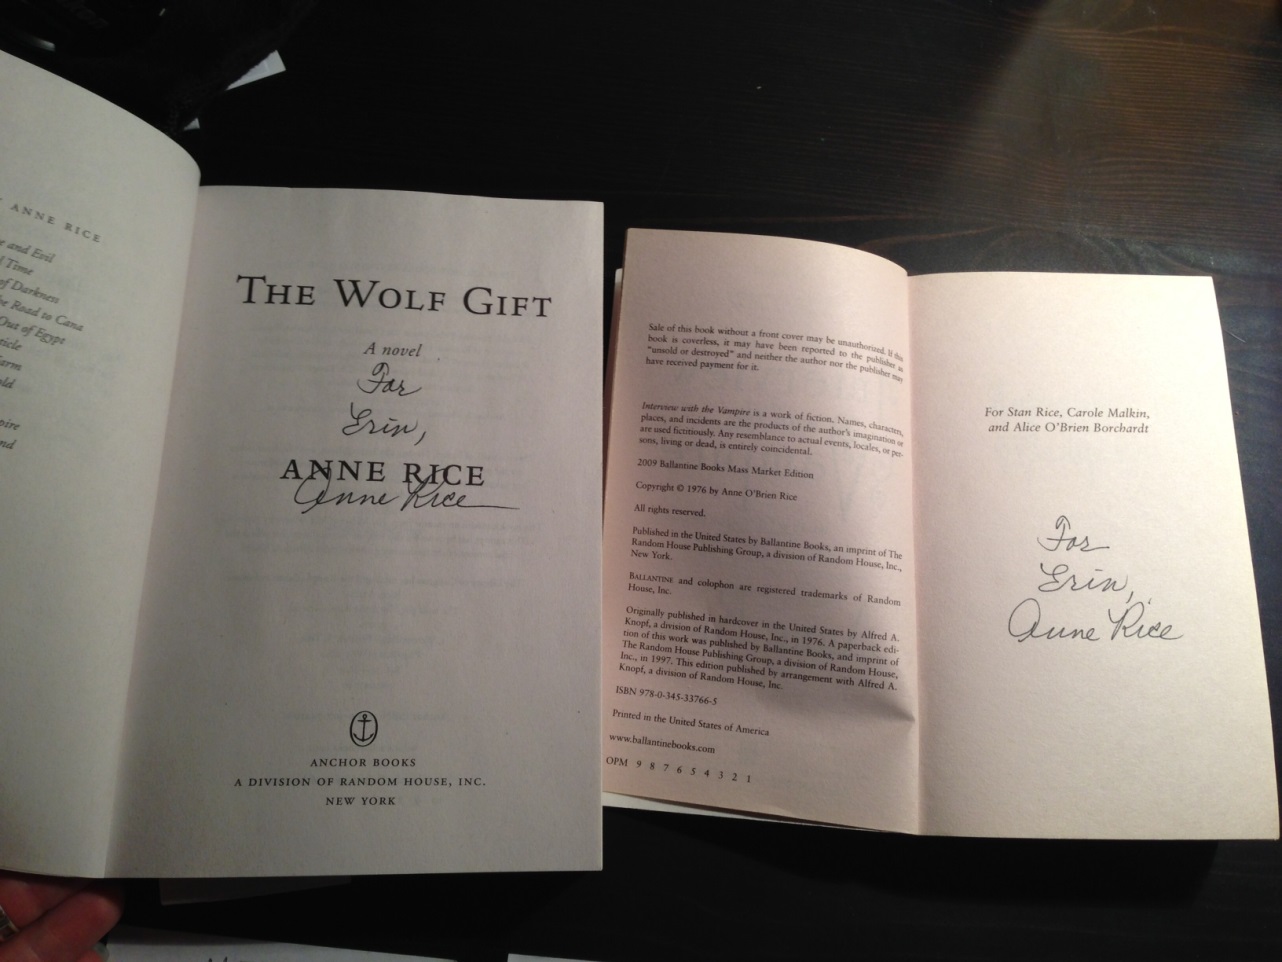 ANNE RICE
and Evil
Time
of Darkness
Road to Cana
Out of Egypt
THE WOLF GIFT
A novel
For
Erin,
ANNE RICE
Anne Rice
ANCHOR BOOKS
A DIVISION OF RANDOM HOUSE, INC.
NEW YORK
Sale of this book without a front cover may be unauthorized. If this
book is coverless, it may have been reported to the publisher as
"unsold or destroyed" and neither the author nor the publisher may
have received payment for it.
Interview with the Vampire is a work of fiction. Names, characters,
places, and incidents are the products of the author's imagination or
are used fictitiously. Any resemblance to actual events, locales, or per-
sons, living or dead, is entirely coincidental.
2009 Ballantine Books Mass Market Edition
Copyright © 1976 by Anne O'Brien Rice
All rights reserved.
Published in the United States by Ballantine Books, an imprint of The
Random House Publishing Group, a division of Random House, Inc.,
New York.
BALLANTINE and colophon are registered trademarks of Random
House, Inc.
Originally published in hardcover in the United States by Alfred A.
Knopf, a division of Random House, Inc., in 1976. A paperback edi-
tion of this work was published by Ballantine Books, and imprint of
The Random House Publishing Group, a division of Random House,
Inc., in 1997. This edition published by arrangement with Alfred A.
Knopf, a division of Random House, Inc.
ISBN 978-0-345-33766-5
Printed in the United States of America
www.ballantinebooks.com
OPM 9 8 7 6 5 4 3 2 1
For Stan Rice, Carole Malkin,
and Alice O'Brien Borchardt
For
Erin,
Anne Rice